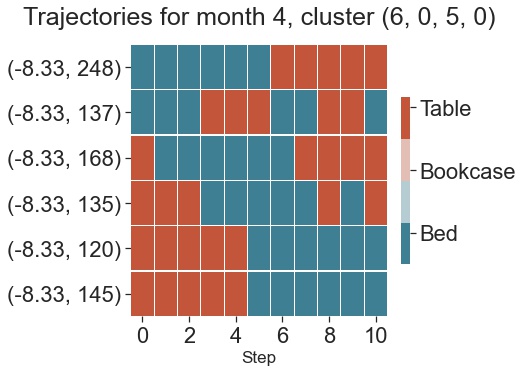 Trajectories for month 4, cluster (6, 0, 5, 0)
(-8.33, 248)
(-8.33, 137)
(-8.33, 168)
(-8.33, 135)
(-8.33, 120)
(-8.33, 145)
0 2 4 6 8 10
Step
Table
Bookcase
Bed